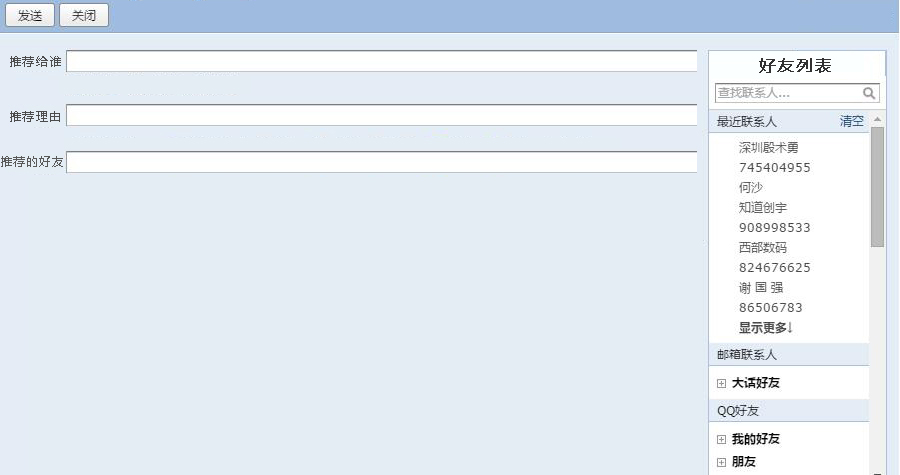 发送 关闭
推荐给谁
推荐理由
推荐的好友
好友列表
查找联系人...
最近联系人 清空
深圳殷术勇
745404955
何沙
知道创宇
908998533
西部数码
824676625
谢 国 强
86506783
显示更多↓
邮箱联系人
大话好友
QQ好友
我的好友
朋友